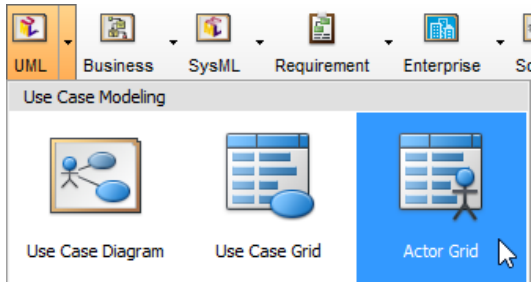 UML Business SysML Requirement Enterprise
Use Case Modeling
Use Case Diagram Use Case Grid Actor Grid